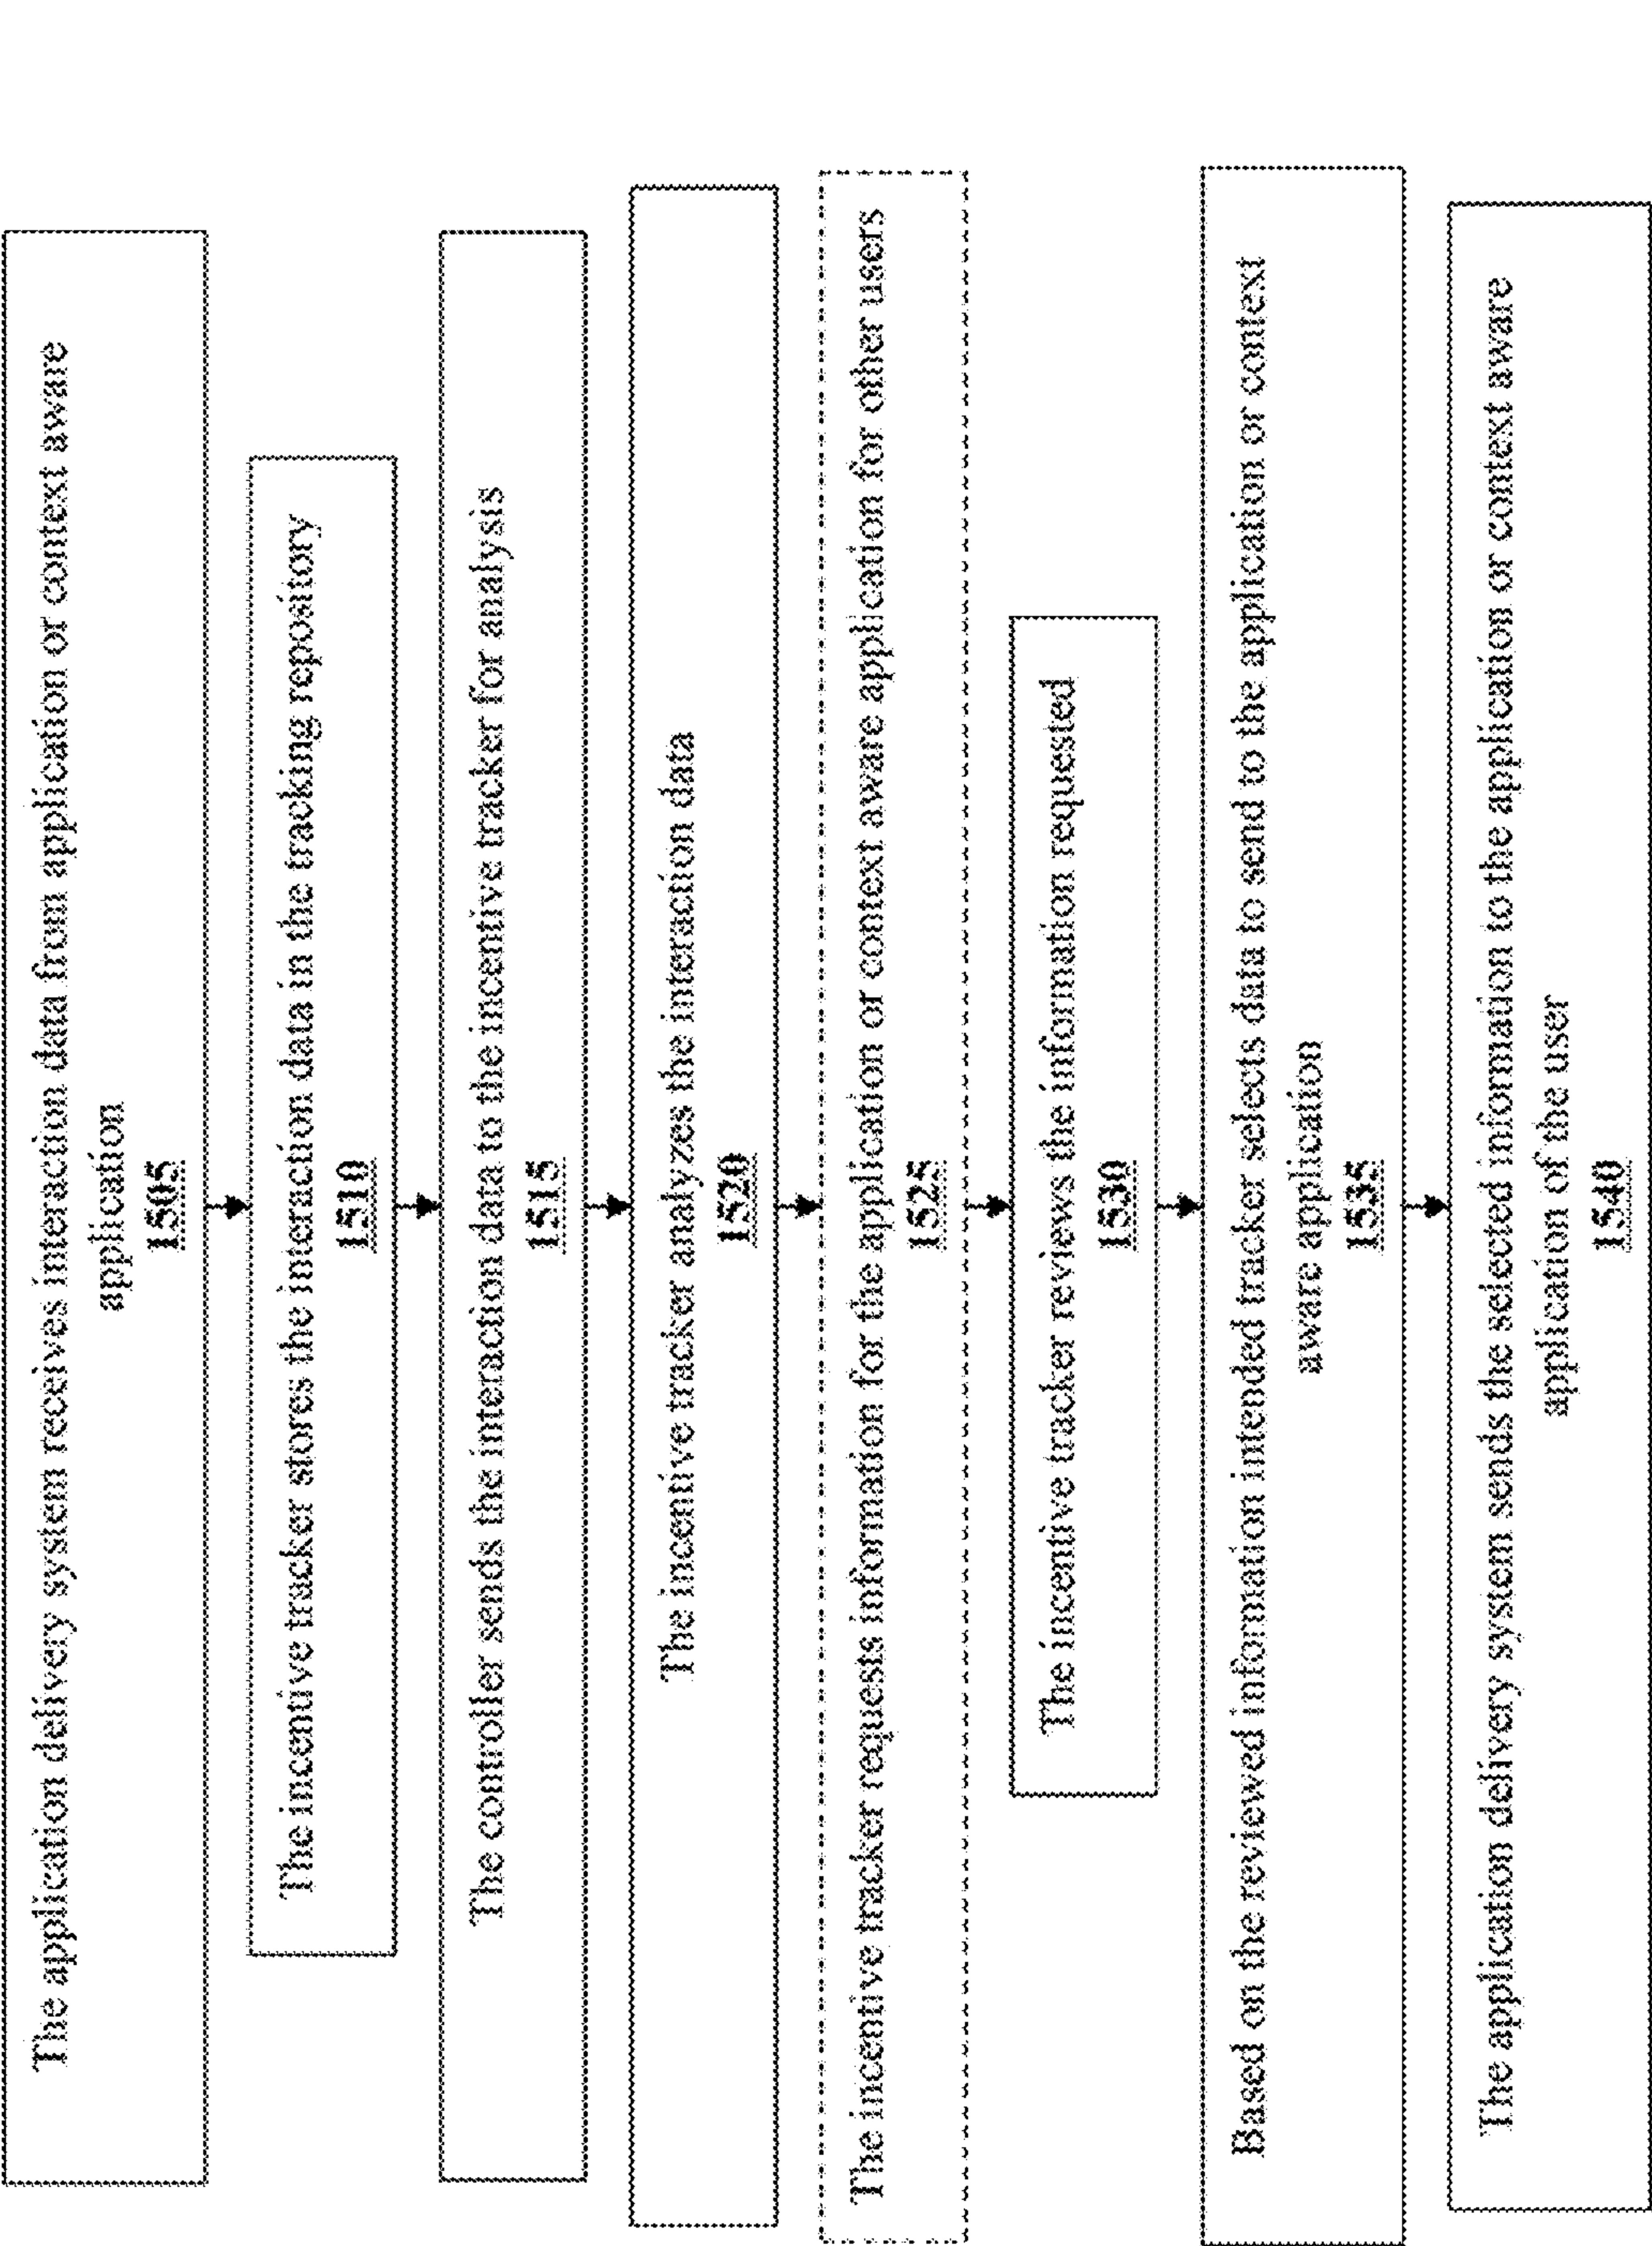 The application delivery system receives interaction data from application or context aware
application
1505
The incentive tracker stores the interaction data in the tracking repository
1510
The controller sends the interaction data to the incentive tracker for analysis
1515
The incentive tracker analyzes the interaction data
1520
The incentive tracker requests information for the application or context aware application for other users
1525
The incentive tracker reviews the information requested
1530
Based on the reviewed information intended tracker selects data to send to the application or context
aware application
1535
The application delivery system sends the selected information to the application or context aware
application of the user
1540